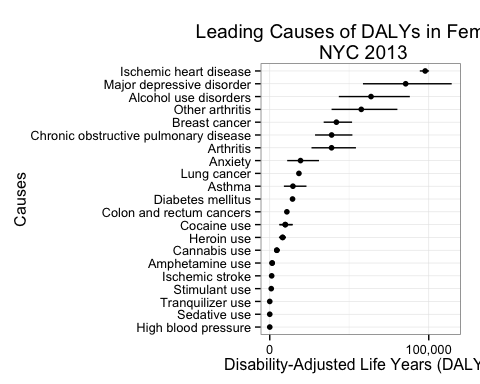 Leading Causes of DALYs in Fem
NYC 2013
Ischemic heart disease
Major depressive disorder
Alcohol use disorders
Other arthritis
Breast cancer
Chronic obstructive pulmonary disease
Arthritis
Anxiety
Lung cancer
Asthma
Diabetes mellitus
Colon and rectum cancers
Cocaine use
Heroin use
Cannabis use
Amphetamine use
Ischemic stroke
Stimulant use
Tranquilizer use
Sedative use
High blood pressure
Causes
0 100,000
Disability-Adjusted Life Years (DALY